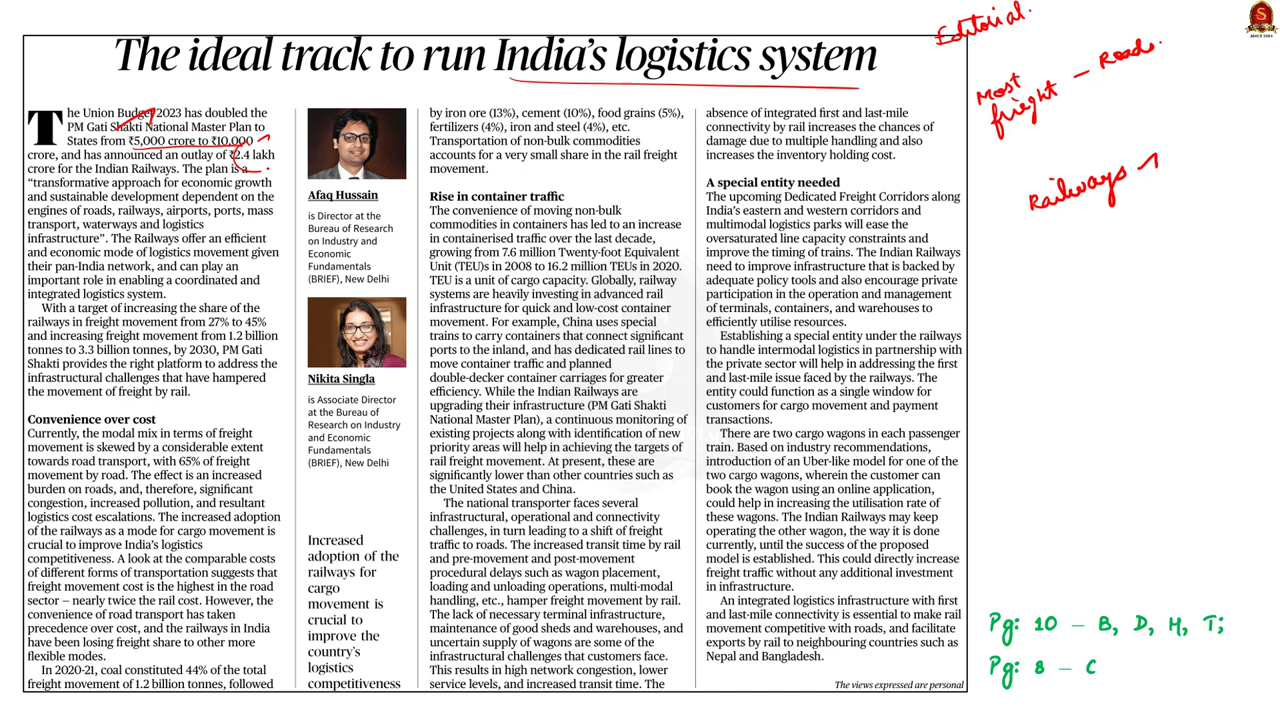 The ideal track to run India's logistics system
The Union Budget 2023 has doubled the
PM Gati Shakti National Master Plan to
States from ₹5,000 crore to ₹10,000
crore, and has announced an outlay of ₹2.4 lakh
crore for the Indian Railways. The plan is a
“transformative approach for economic growth
and sustainable development dependent on the
engines of roads, railways, airports, ports, mass
transport, waterways and logistics
infrastructure”. The Railways offer an efficient
and economic mode of logistics movement given
their pan-India network, and can play an
important role in enabling a coordinated and
integrated logistics system.
With a target of increasing the share of the
railways in freight movement from 27% to 45%
and increasing freight movement from 1.2 billion
tonnes to 3.3 billion tonnes, by 2030, PM Gati
Shakti provides the right platform to address the
infrastructural challenges that have hampered
the movement of freight by rail.
Convenience over cost
Currently, the modal mix in terms of freight
movement is skewed by a considerable extent
towards road transport, with 65% of freight
movement by road. The effect is an increased
burden on roads, and, therefore, significant
congestion, increased pollution, and resultant
logistics cost escalations. The increased adoption
of the railways as a mode for cargo movement is
crucial to improve India's logistics
competitiveness. A look at the comparable costs
of different forms of transportation suggests that
freight movement cost is the highest in the road
sector — nearly twice the rail cost. However, the
convenience of road transport has taken
precedence over cost, and the railways in India
have been losing freight share to other more
flexible modes.
In 2020-21, coal constituted 44% of the total
freight movement of 1.2 billion tonnes, followed
Afaq Hussain
is Director at the
Bureau of Research
on Industry and
Economic
Fundamentals
(BRIEF), New Delhi
Nikita Singla
is Associate Director
at the Bureau of
Research on Industry
and Economic
Fundamentals
(BRIEF), New Delhi
Increased
adoption of the
railways for
cargo
movement is
crucial to
improve the
country's
logistics
competitiveness
by iron ore (13%), cement (10%), food grains (5%),
fertilizers (4%), iron and steel (4%), etc.
Transportation of non-bulk commodities
accounts for a very small share in the rail freight
movement.
Rise in container traffic
The convenience of moving non-bulk
commodities in containers has led to an increase
in containerised traffic over the last decade,
growing from 7.6 million Twenty-foot Equivalent
Unit (TEU)s in 2008 to 16.2 million TEUs in 2020.
TEU is a unit of cargo capacity. Globally, railway
systems are heavily investing in advanced rail
infrastructure for quick and low-cost container
movement. For example, China uses special
trains to carry containers that connect significant
ports to the inland, and has dedicated rail lines to
move container traffic and planned
double-decker container carriages for greater
efficiency. While the Indian Railways are
upgrading their infrastructure (PM Gati Shakti
National Master Plan), a continuous monitoring of
existing projects along with identification of new
priority areas will help in achieving the targets of
rail freight movement. At present, these are
significantly lower than other countries such as
the United States and China.
The national transporter faces several
infrastructural, operational and connectivity
challenges, in turn leading to a shift of freight
traffic to roads. The increased transit time by rail
and pre-movement and post-movement
procedural delays such as wagon placement,
loading and unloading operations, multi-modal
handling, etc., hamper freight movement by rail.
The lack of necessary terminal infrastructure,
maintenance of good sheds and warehouses, and
uncertain supply of wagons are some of the
infrastructural challenges that customers face.
This results in high network congestion, lower
service levels, and increased transit time. The
absence of integrated first and last-mile
connectivity by rail increases the chances of
damage due to multiple handling and also
increases the inventory holding cost.
A special entity needed
The upcoming Dedicated Freight Corridors along
India's eastern and western corridors and
multimodal logistics parks will ease the
oversaturated line capacity constraints and
improve the timing of trains. The Indian Railways
need to improve infrastructure that is backed by
adequate policy tools and also encourage private
participation in the operation and management
of terminals, containers, and warehouses to
efficiently utilise resources.
Establishing a special entity under the railways
to handle intermodal logistics in partnership with
the private sector will help in addressing the first
and last-mile issue faced by the railways. The
entity could function as a single window for
customers for cargo movement and payment
transactions.
There are two cargo wagons in each passenger
train. Based on industry recommendations,
introduction of an Uber-like model for one of the
two cargo wagons, wherein the customer can
book the wagon using an online application,
could help in increasing the utilisation rate of
these wagons. The Indian Railways may keep
operating the other wagon, the way it is done
currently, until the success of the proposed
model is established. This could directly increase
freight traffic without any additional investment
in infrastructure.
An integrated logistics infrastructure with first
and last-mile connectivity is essential to make rail
movement competitive with roads, and facilitate
exports by rail to neighbouring countries such as
Nepal and Bangladesh.
The views expressed are personal
Editorial.
Most
freight – Roads.
Railways ↑
Pg: 10 – B, D, H, T;
Pg: 8 – C
S
SINCE 2004